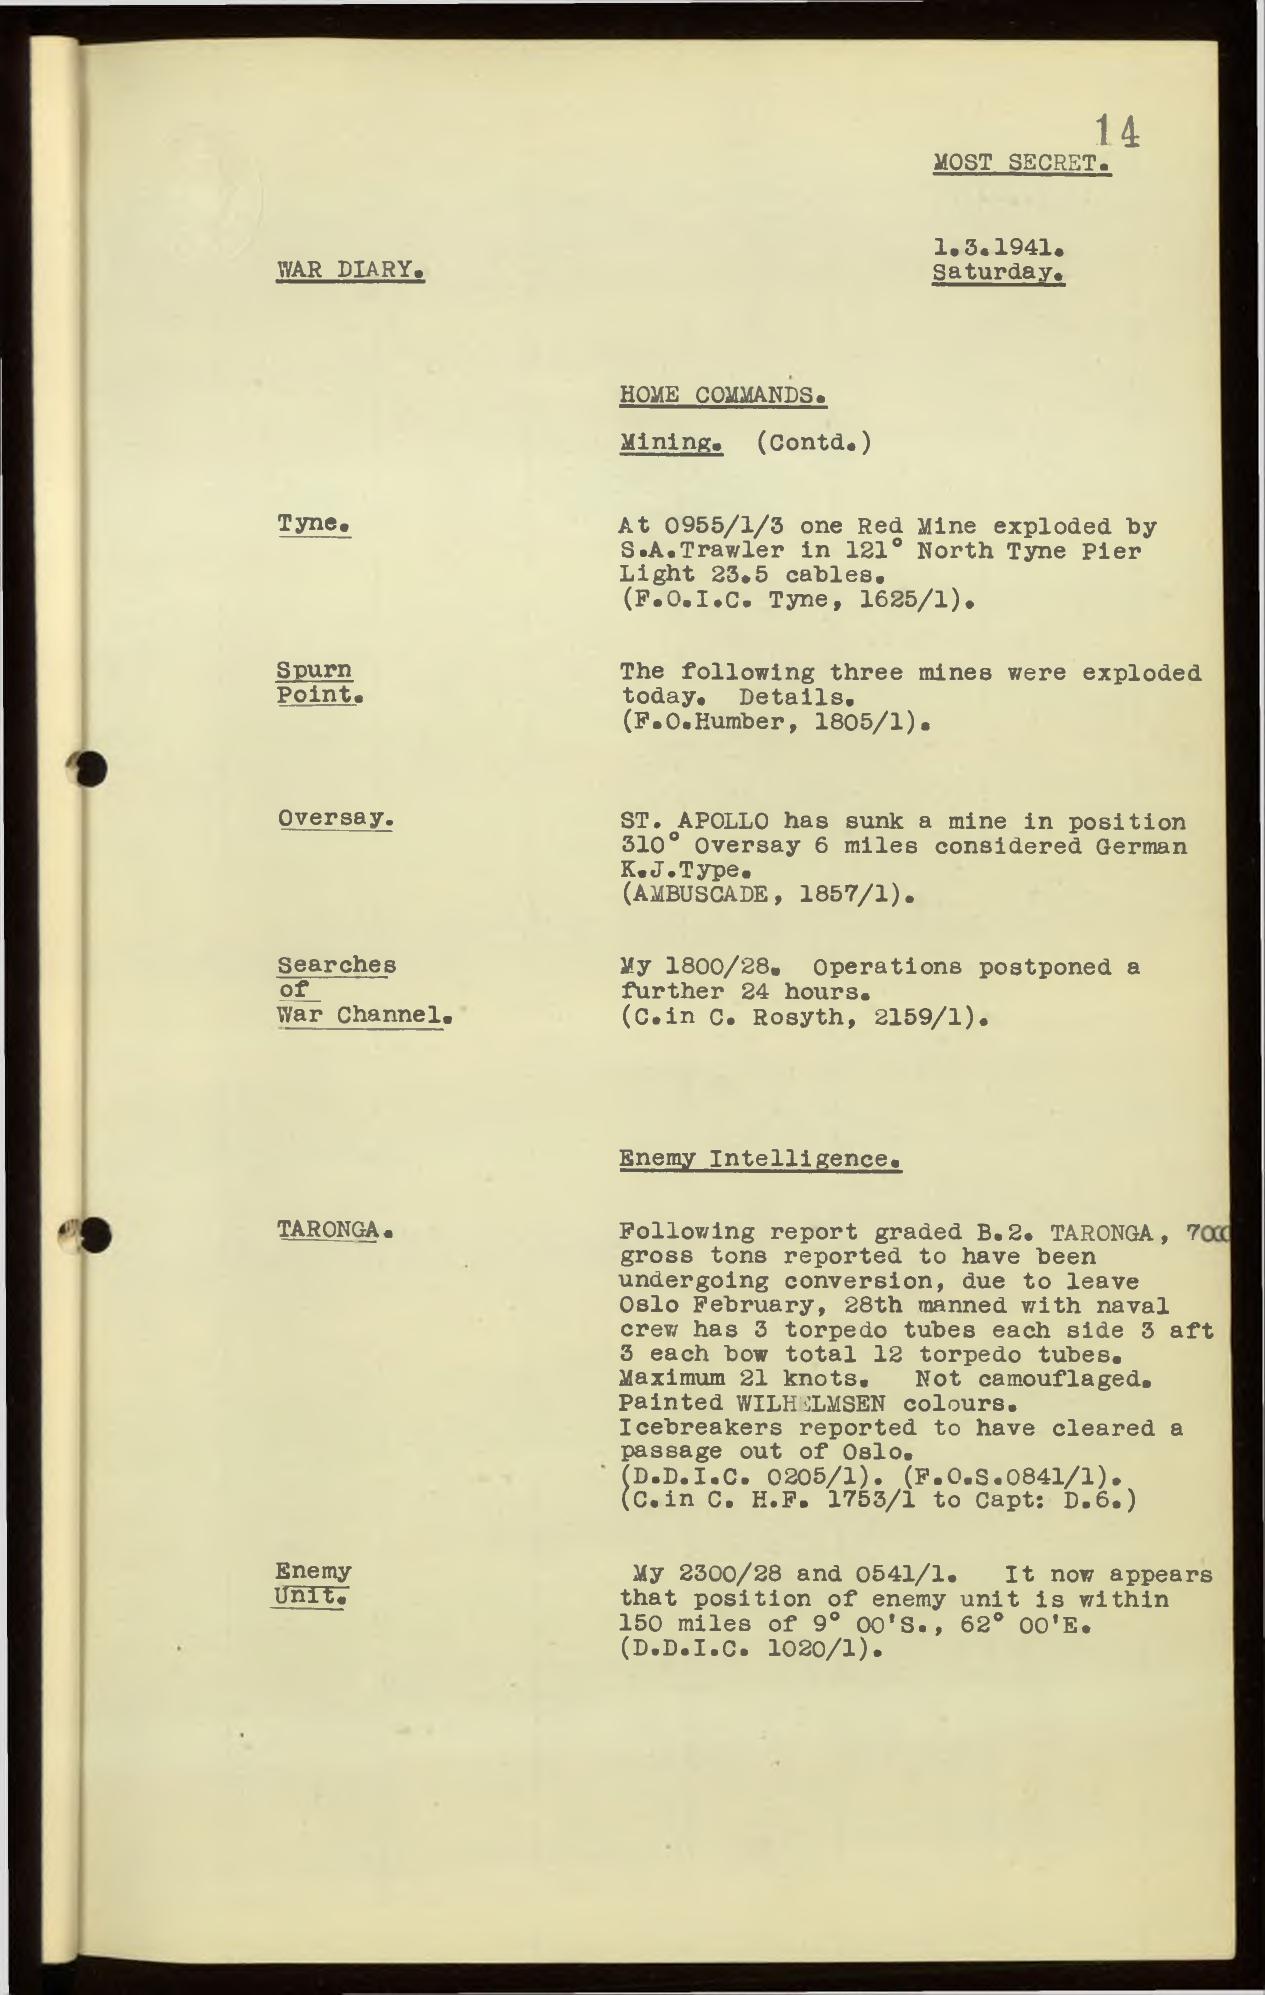 14
MOST SECRET.
1.3.1941.
WAR DIARY.
Saturday.
HOME COMMANDS.
Mining. (Contd.)
Tyne.
At 0955/1/3 one Red Mine exploded by
S.A.Trawler in 121° North Tyne Pier
Light 23.5 cables.
(F.O.I.C. Tyne, 1625/1).
Spurn
Point.
The following three mines were exploded
today. Details.
(F.O.Humber, 1805/1).
Oversay.
ST. APOLLO has sunk a mine in position
310° Oversay 6 miles considered German
K.J.Type.
(AMBUSCADE, 1857/1).
Searches
of
War Channel.
My 1800/28. Operations postponed a
further 24 hours.
(C.in C. Rosyth, 2159/1).
Enemy Intelligence.
TARONGA.
Following report graded B.2. TARONGA, 7000
gross tons reported to have been
undergoing conversion, due to leave
Oslo February, 28th manned with naval
crew has 3 torpedo tubes each side 3 aft
3 each bow total 12 torpedo tubes.
Maximum 21 knots. Not camouflaged.
Painted WILHELMSEN colours.
Icebreakers reported to have cleared a
passage out of Oslo.
(D.D.I.C. 0205/1). (F.O.S.0841/1).
(C.in C. H.F. 1753/1 to Capt: D.6.)
Enemy
Unit.
My 2300/28 and 0541/1. It now appears
that position of enemy unit is within
150 miles of 9° 00'S., 62° 00'E.
(D.D.I.C. 1020/1).